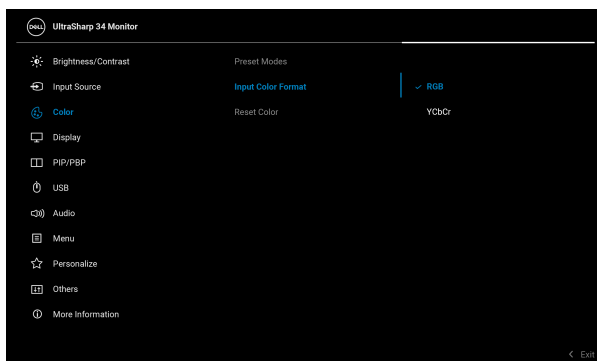 DELL UltraSharp 34 Monitor
Brightness/Contrast Preset Modes
Input Source Input Color Format ✓ RGB
Color Reset Color YCbCr
Display
PIP/PBP
USB
Audio
Menu
Personalize
Others
More Information
< Exit